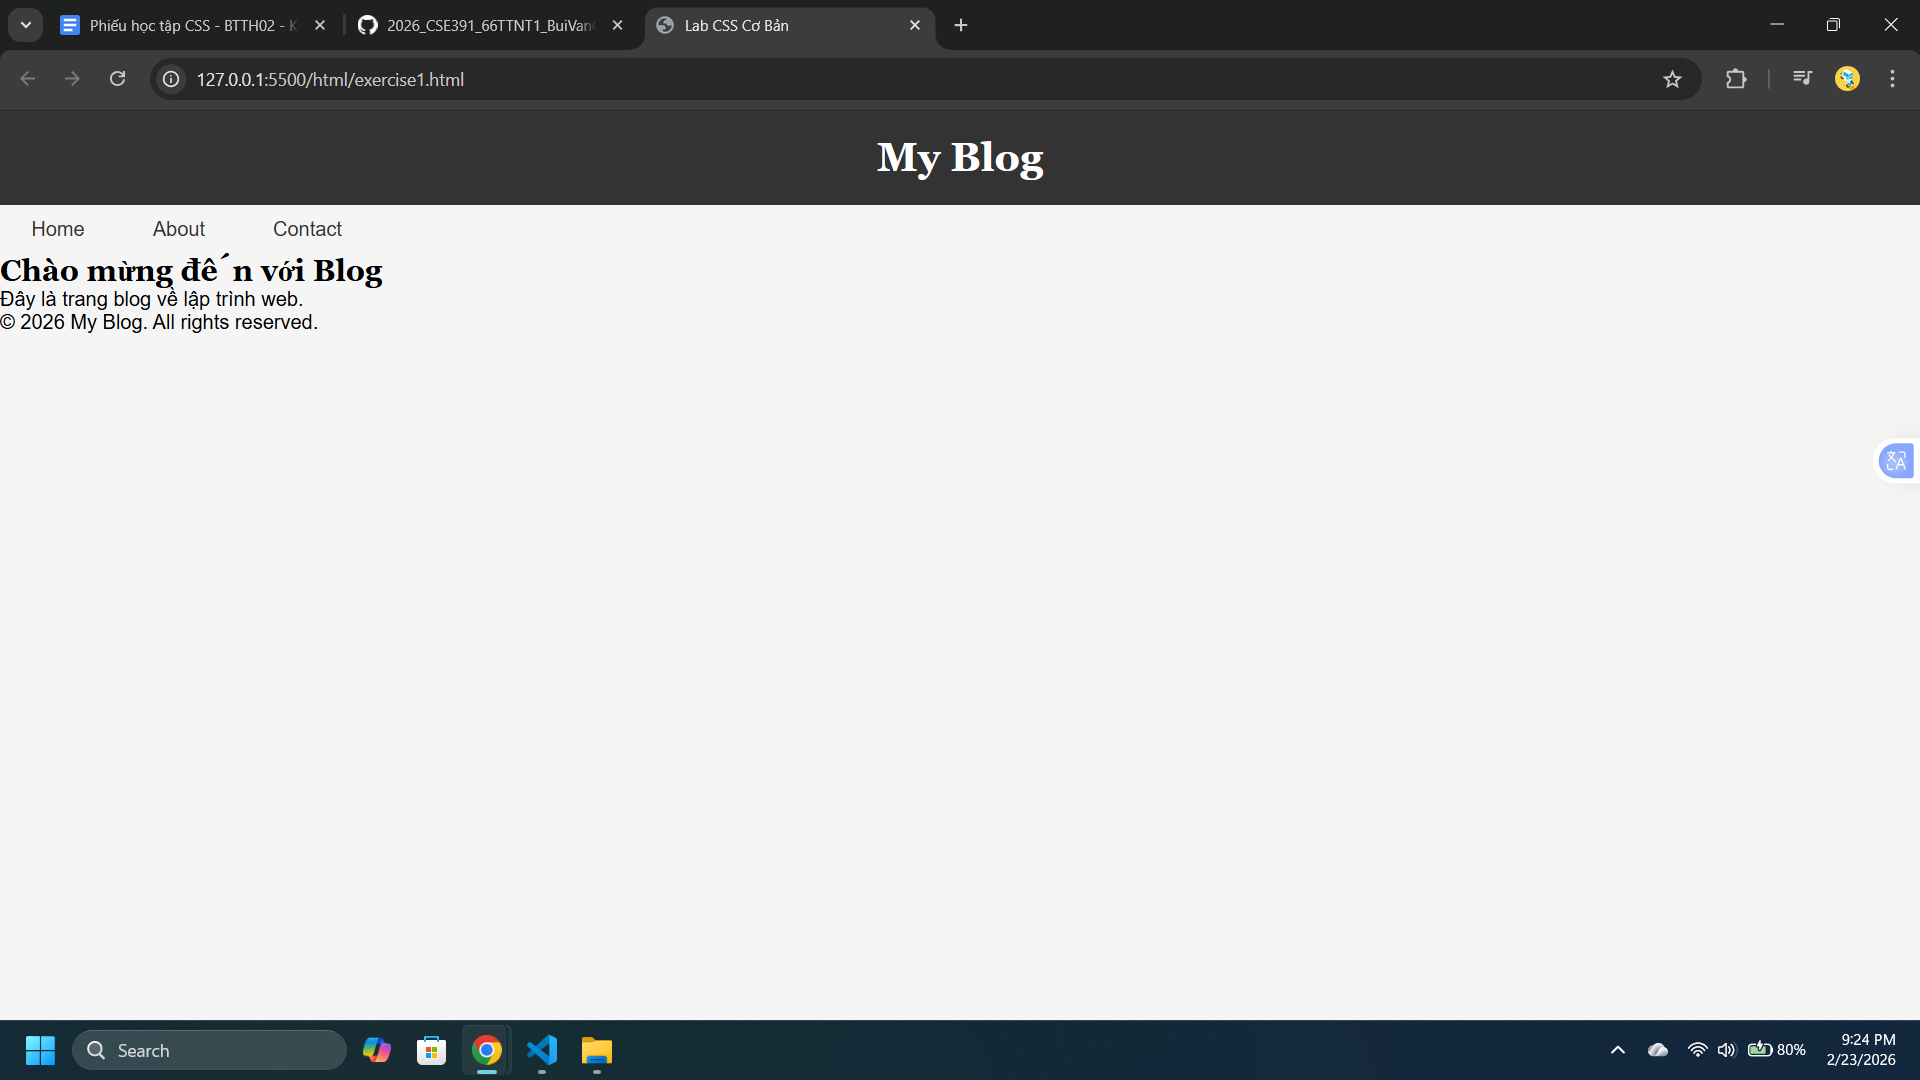 Phiếu học tập CSS - BTTH02 - K
2026_CSE391_66TTNT1_BuiVan
Lab CSS Cơ Bản
127.0.0.1:5500/html/exercise1.html
My Blog
Home About Contact
Chào mừng đến với Blog
Đây là trang blog về lập trình web.
© 2026 My Blog. All rights reserved.
Search
80%
9:24 PM
2/23/2026